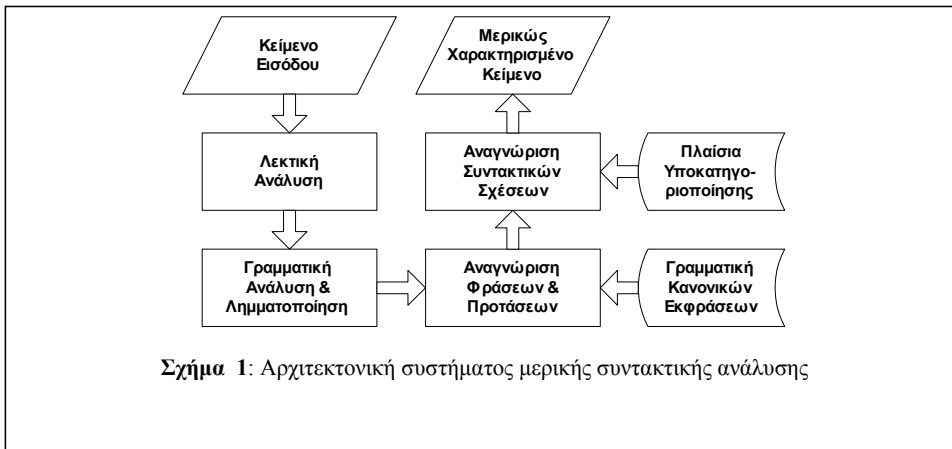 Κείμενο
Εισόδου
Μερικώς
Χαρακτηρισμένο
Κείμενο
Λεκτική
Ανάλυση
Αναγνώριση
Συντακτικών
Σχέσεων
Πλαίσια
Υποκατηγο-
ριοποίησης
Γραμματική
Ανάλυση &
Λημματοποίηση
Αναγνώριση
Φράσεων &
Προτάσεων
Γραμματική
Κανονικών
Εκφράσεων
Σχήμα 1: Αρχιτεκτονική συστήματος μερικής συντακτικής ανάλυσης